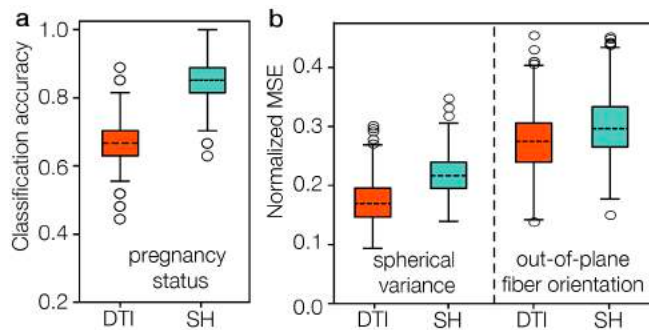 a
Classification accuracy
1.0
0.8
0.6
0.4
0.2
pregnancy
status
DTI
SH
b
Normalized MSE
0.4
0.3
0.2
0.1
0.0
spherical
variance
out-of-plane
fiber orientation
DTI
SH
DTI
SH